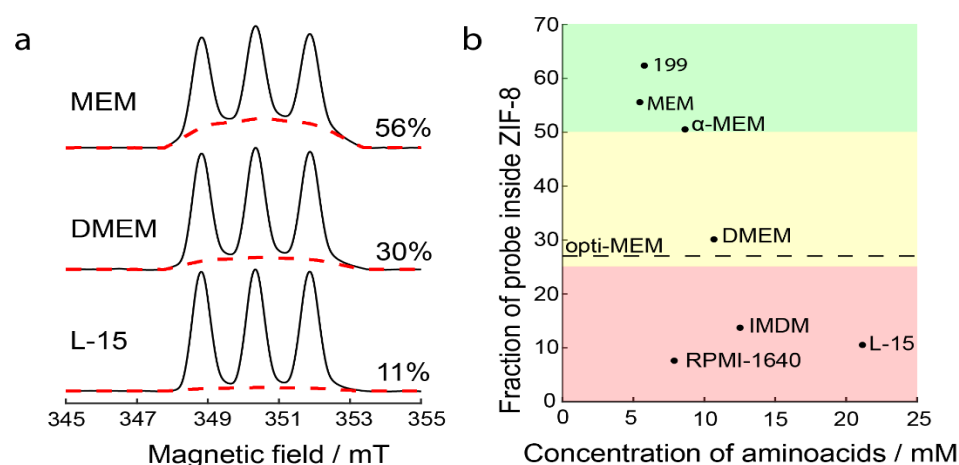 a
MEM
56%
DMEM
30%
L-15
11%
345 347 349 351 353 355
Magnetic field / mT
b
Fraction of probe inside ZIF-8
70
60
50
40
30
20
10
0
199
MEM
α-MEM
DMEM
opti-MEM
IMDM
L-15
RPMI-1640
0 5 10 15 20 25
Concentration of aminoacids / mM